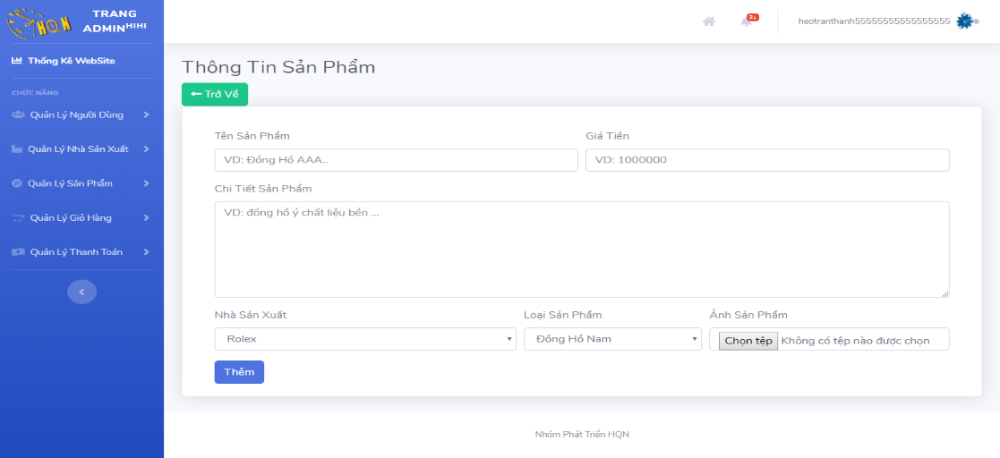 HQN
TRANG
ADMINHIHI
Thống Kê WebSite
CHỨC NĂNG
Quản Lý Người Dùng
Quản Lý Nhà Sản Xuất
Quản Lý Sản Phẩm
Quản Lý Giỏ Hàng
Quản Lý Thanh Toán
7+
heotranthanh55555555555555555
Thông Tin Sản Phẩm
Trở Về
Tên Sản Phẩm
Giá Tiền
VD: Đồng Hồ AAA..
VD: 1000000
Chi Tiết Sản Phẩm
VD: đồng hồ ý chất liệu bền ...
Nhà Sản Xuất
Loại Sản Phẩm
Ảnh Sản Phẩm
Rolex
Đồng Hồ Nam
Chọn tệp Không có tệp nào được chọn
Thêm
Nhóm Phát Triển HQN